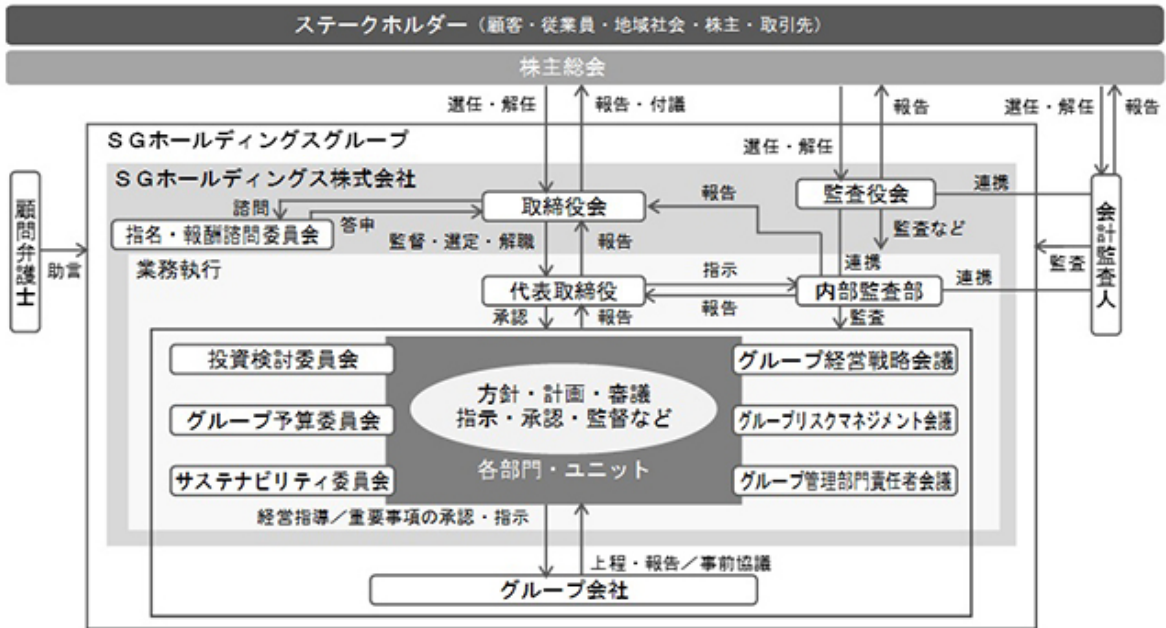 ステークホルダー（顧客・従業員・地域社会・株主・取引先）
株主総会
選任・解任
報告・付議
選任・解任
報告
選任・解任
報告
SGホールディングスグループ
SGホールディングス株式会社
顧問弁護士
助言
諮問
答申
指名・報酬諮問委員会
取締役会
報告
監査役会
連携
会計監査人
監査
監督・選定・解職
報告
監査など
連携
業務執行
代表取締役
指示
報告
内部監査部
連携
承認
報告
監査
投資検討委員会
グループ予算委員会
サステナビリティ委員会
方針・計画・審議
指示・承認・監督など
各部門・ユニット
グループ経営戦略会議
グループリスクマネジメント会議
グループ管理部門責任者会議
経営指導／重要事項の承認・指示
上程・報告／事前協議
グループ会社